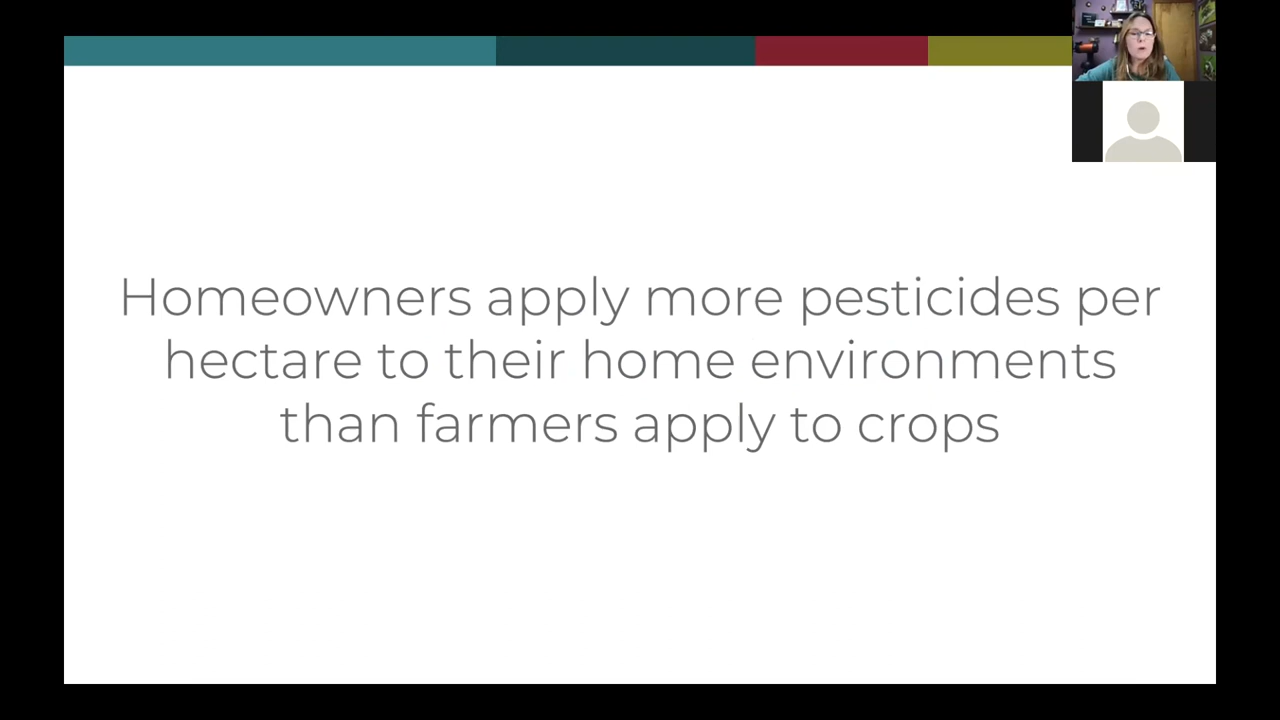 Homeowners apply more pesticides per
hectare to their home environments
than farmers apply to crops